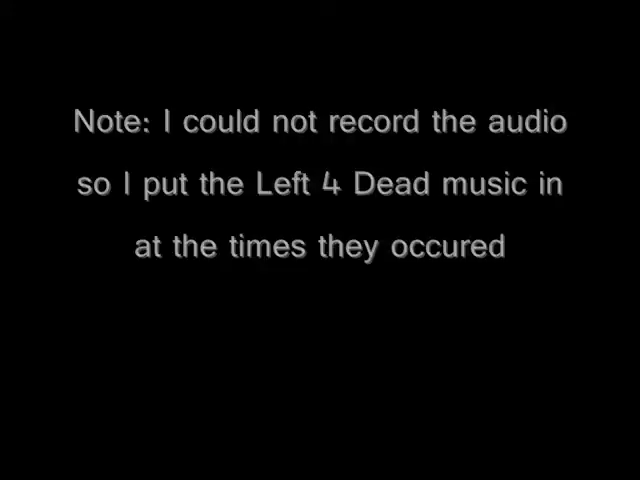 Note: I could not record the audio
so I put the Left 4 Dead music in
at the times they occured